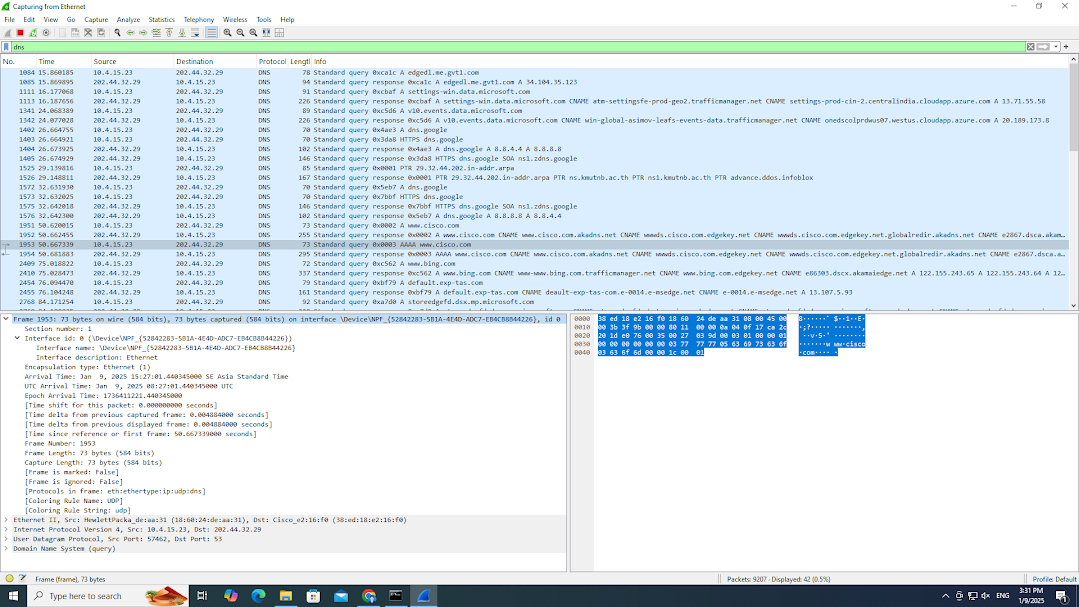 Capturing from Ethernet
File Edit View Go Capture Analyze Statistics Telephony Wireless Tools Help
dns
No. Time Source Destination Protocol Lengtl Info
1084 15.860185 10.4.15.23 202.44.32.29 DNS 78 Standard query 0xca1c A edgedl.me.gvt1.com
1085 15.869895 202.44.32.29 10.4.15.23 DNS 94 Standard query response 0xca1c A edgedl.me.gvt1.com A 34.104.35.123
1111 16.177068 10.4.15.23 202.44.32.29 DNS 91 Standard query 0xcbaf A settings-win.data.microsoft.com
1113 16.187656 202.44.32.29 10.4.15.23 DNS 226 Standard query response 0xcbaf A settings-win.data.microsoft.com CNAME atm-settingsfe-prod-geo2.trafficmanager.net CNAME settings-prod-cin-2.centralindia.cloudapp.azure.com A 13.71.55.58
1341 24.068389 10.4.15.23 202.44.32.29 DNS 89 Standard query 0xc5d6 A v10.events.data.microsoft.com
1342 24.077028 202.44.32.29 10.4.15.23 DNS 226 Standard query response 0xc5d6 A v10.events.data.microsoft.com CNAME win-global-asimov-leafs-events-data.trafficmanager.net CNAME onedscolprdwus07.westus.cloudapp.azure.com A 20.189.173.8
1402 26.664755 10.4.15.23 202.44.32.29 DNS 70 Standard query 0x4ae3 A dns.google
1403 26.664921 10.4.15.23 202.44.32.29 DNS 70 Standard query 0x3da8 HTTPS dns.google
1404 26.673925 202.44.32.29 10.4.15.23 DNS 102 Standard query response 0x4ae3 A dns.google A 8.8.4.4 A 8.8.8.8
1405 26.674929 202.44.32.29 10.4.15.23 DNS 146 Standard query response 0x3da8 HTTPS dns.google SOA ns1.zdns.google
1525 29.139816 10.4.15.23 202.44.32.29 DNS 85 Standard query 0x0001 PTR 29.32.44.202.in-addr.arpa
1526 29.148811 202.44.32.29 10.4.15.23 DNS 167 Standard query response 0x0001 PTR 29.32.44.202.in-addr.arpa PTR ns.kmutnb.ac.th PTR ns1.kmutnb.ac.th PTR advance.ddos.infoblox
1572 32.631930 10.4.15.23 202.44.32.29 DNS 70 Standard query 0x5eb7 A dns.google
1573 32.632025 10.4.15.23 202.44.32.29 DNS 70 Standard query 0x7bbf HTTPS dns.google
1575 32.642018 202.44.32.29 10.4.15.23 DNS 146 Standard query response 0x7bbf HTTPS dns.google SOA ns1.zdns.google
1576 32.642300 202.44.32.29 10.4.15.23 DNS 102 Standard query response 0x5eb7 A dns.google A 8.8.8.8 A 8.8.4.4
1951 50.620015 10.4.15.23 202.44.32.29 DNS 73 Standard query 0x0002 A www.cisco.com
1952 50.662455 202.44.32.29 10.4.15.23 DNS 255 Standard query response 0x0002 A www.cisco.com CNAME www.cisco.com.akadns.net CNAME wwwds.cisco.com.edgekey.net CNAME wwwds.cisco.com.edgekey.net.globalredir.akadns.net CNAME e2867.dsca.akam…
1953 50.667339 10.4.15.23 202.44.32.29 DNS 73 Standard query 0x0003 AAAA www.cisco.com
1954 50.681883 202.44.32.29 10.4.15.23 DNS 295 Standard query response 0x0003 AAAA www.cisco.com CNAME www.cisco.com.akadns.net CNAME wwwds.cisco.com.edgekey.net CNAME wwwds.cisco.com.edgekey.net.globalredir.akadns.net CNAME e2867.dsca.a…
2409 75.018822 10.4.15.23 202.44.32.29 DNS 72 Standard query 0xc562 A www.bing.com
2410 75.028473 202.44.32.29 10.4.15.23 DNS 337 Standard query response 0xc562 A www.bing.com CNAME www-www.bing.com.trafficmanager.net CNAME www.bing.com.edgekey.net CNAME e86303.dscx.akamaiedge.net A 122.155.243.65 A 122.155.243.64 A 12…
2454 76.094470 10.4.15.23 202.44.32.29 DNS 79 Standard query 0xbf79 A default.exp-tas.com
2455 76.104248 202.44.32.29 10.4.15.23 DNS 161 Standard query response 0xbf79 A default.exp-tas.com CNAME deault-exp-tas-com.e-0014.e-msedge.net CNAME e-0014.e-msedge.net A 13.107.5.93
2768 84.171254 10.4.15.23 202.44.32.29 DNS 92 Standard query 0xa7d0 A storeedgefd.dsx.mp.microsoft.com
Frame 1953: 73 bytes on wire (584 bits), 73 bytes captured (584 bits) on interface \Device\NPF_{52842283-5B1A-4E4D-ADC7-EB4CB8844226}, id 0
Section number: 1
Interface id: 0 (\Device\NPF_{52842283-5B1A-4E4D-ADC7-EB4CB8844226})
Interface name: \Device\NPF_{52842283-5B1A-4E4D-ADC7-EB4CB8844226}
Interface description: Ethernet
Encapsulation type: Ethernet (1)
Arrival Time: Jan 9, 2025 15:27:01.440345000 SE Asia Standard Time
UTC Arrival Time: Jan 9, 2025 08:27:01.440345000 UTC
Epoch Arrival Time: 1736411221.440345000
[Time shift for this packet: 0.000000000 seconds]
[Time delta from previous captured frame: 0.004884000 seconds]
[Time delta from previous displayed frame: 0.004884000 seconds]
[Time since reference or first frame: 50.667339000 seconds]
Frame Number: 1953
Frame Length: 73 bytes (584 bits)
Capture Length: 73 bytes (584 bits)
[Frame is marked: False]
[Frame is ignored: False]
[Protocols in frame: eth:ethertype:ip:udp:dns]
[Coloring Rule Name: UDP]
[Coloring Rule String: udp]
Ethernet II, Src: HewlettPacka_de:aa:31 (18:60:24:de:aa:31), Dst: Cisco_e2:16:f0 (38:ed:18:e2:16:f0)
Internet Protocol Version 4, Src: 10.4.15.23, Dst: 202.44.32.29
User Datagram Protocol, Src Port: 57462, Dst Port: 53
Domain Name System (query)
0000 38 ed 18 e2 16 f0 18 60 24 de aa 31 08 00 45 00 8······` $··1··E·
0010 00 3b 3f 9b 00 00 80 11 00 00 0a 04 0f 17 ca 2c ·;?····· ·······,
0020 20 1d e0 76 00 35 00 27 03 9d 00 03 01 00 00 01 ··v·5·' ········
0030 00 00 00 00 00 00 03 77 77 77 05 63 69 73 63 6f ·······w ww·cisco
0040 03 63 6f 6d 00 00 1c 00 01 ·com···· ·
Frame (frame), 73 bytes
Packets: 9207 · Displayed: 42 (0.5%)
Profile: Default
Type here to search
ENG
3:31 PM
1/9/2025
1